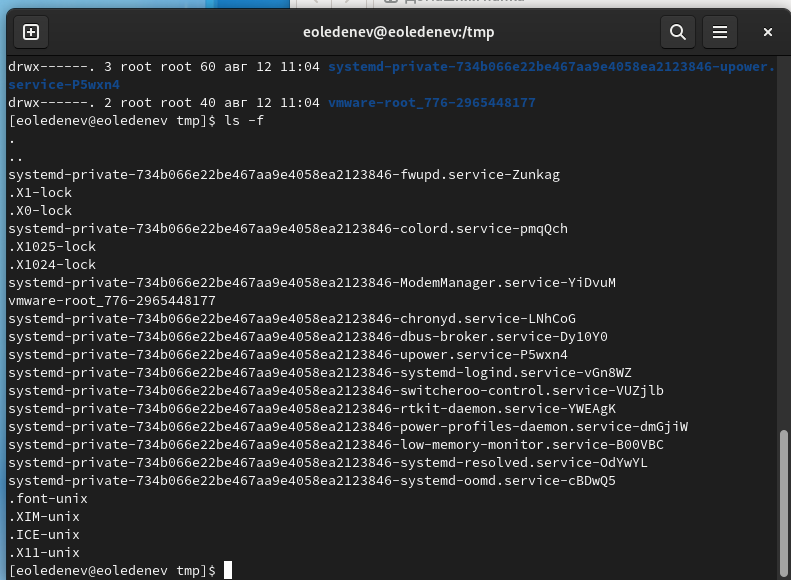 eoledenev@eoledenev:/tmp
drwx------. 3 root root 60 авг 12 11:04 systemd-private-734b066e22be467aa9e4058ea2123846-upower.
service-P5wxn4
drwx------. 2 root root 40 авг 12 11:04 vmware-root_776-2965448177
[eoledenev@eoledenev tmp]$ ls -f
.
..
systemd-private-734b066e22be467aa9e4058ea2123846-fwupd.service-Zunkag
.X1-lock
.X0-lock
systemd-private-734b066e22be467aa9e4058ea2123846-colord.service-pmqQch
.X1025-lock
.X1024-lock
systemd-private-734b066e22be467aa9e4058ea2123846-ModemManager.service-YiDvuM
vmware-root_776-2965448177
systemd-private-734b066e22be467aa9e4058ea2123846-chronyd.service-LNhCoG
systemd-private-734b066e22be467aa9e4058ea2123846-dbus-broker.service-Dy10Y0
systemd-private-734b066e22be467aa9e4058ea2123846-upower.service-P5wxn4
systemd-private-734b066e22be467aa9e4058ea2123846-systemd-logind.service-vGn8WZ
systemd-private-734b066e22be467aa9e4058ea2123846-switcheroo-control.service-VUZjlb
systemd-private-734b066e22be467aa9e4058ea2123846-rtkit-daemon.service-YWEAgK
systemd-private-734b066e22be467aa9e4058ea2123846-power-profiles-daemon.service-dmGjiW
systemd-private-734b066e22be467aa9e4058ea2123846-low-memory-monitor.service-B00VBC
systemd-private-734b066e22be467aa9e4058ea2123846-systemd-resolved.service-OdYwYL
systemd-private-734b066e22be467aa9e4058ea2123846-systemd-oomd.service-cBDwQ5
.font-unix
.XIM-unix
.ICE-unix
.X11-unix
[eoledenev@eoledenev tmp]$